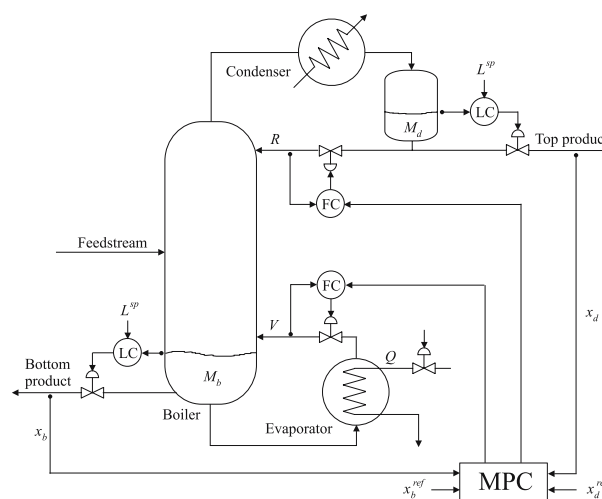 Condenser
L^sp
LC
M_d
R
Top produc
FC
Feedstream
FC
L^sp
V
x_d
LC
Bottom
product
M_b
Q
Boiler
Evaporator
x_b
MPC
x_b^ref
x_d^re